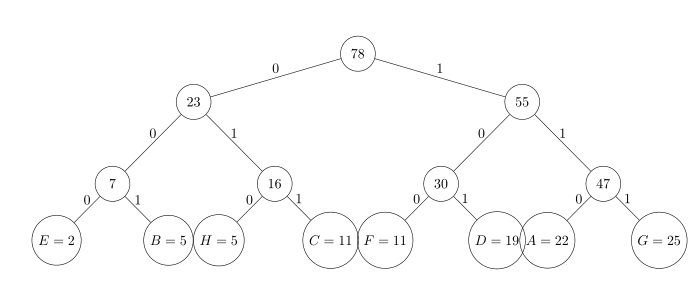 78
0 1
23 55
0 1 0 1
7 16 30 47
0 1 0 1 0 1 0 1
E = 2 B = 5 H = 5 C = 11 F = 11 D = 19 A = 22 G = 25